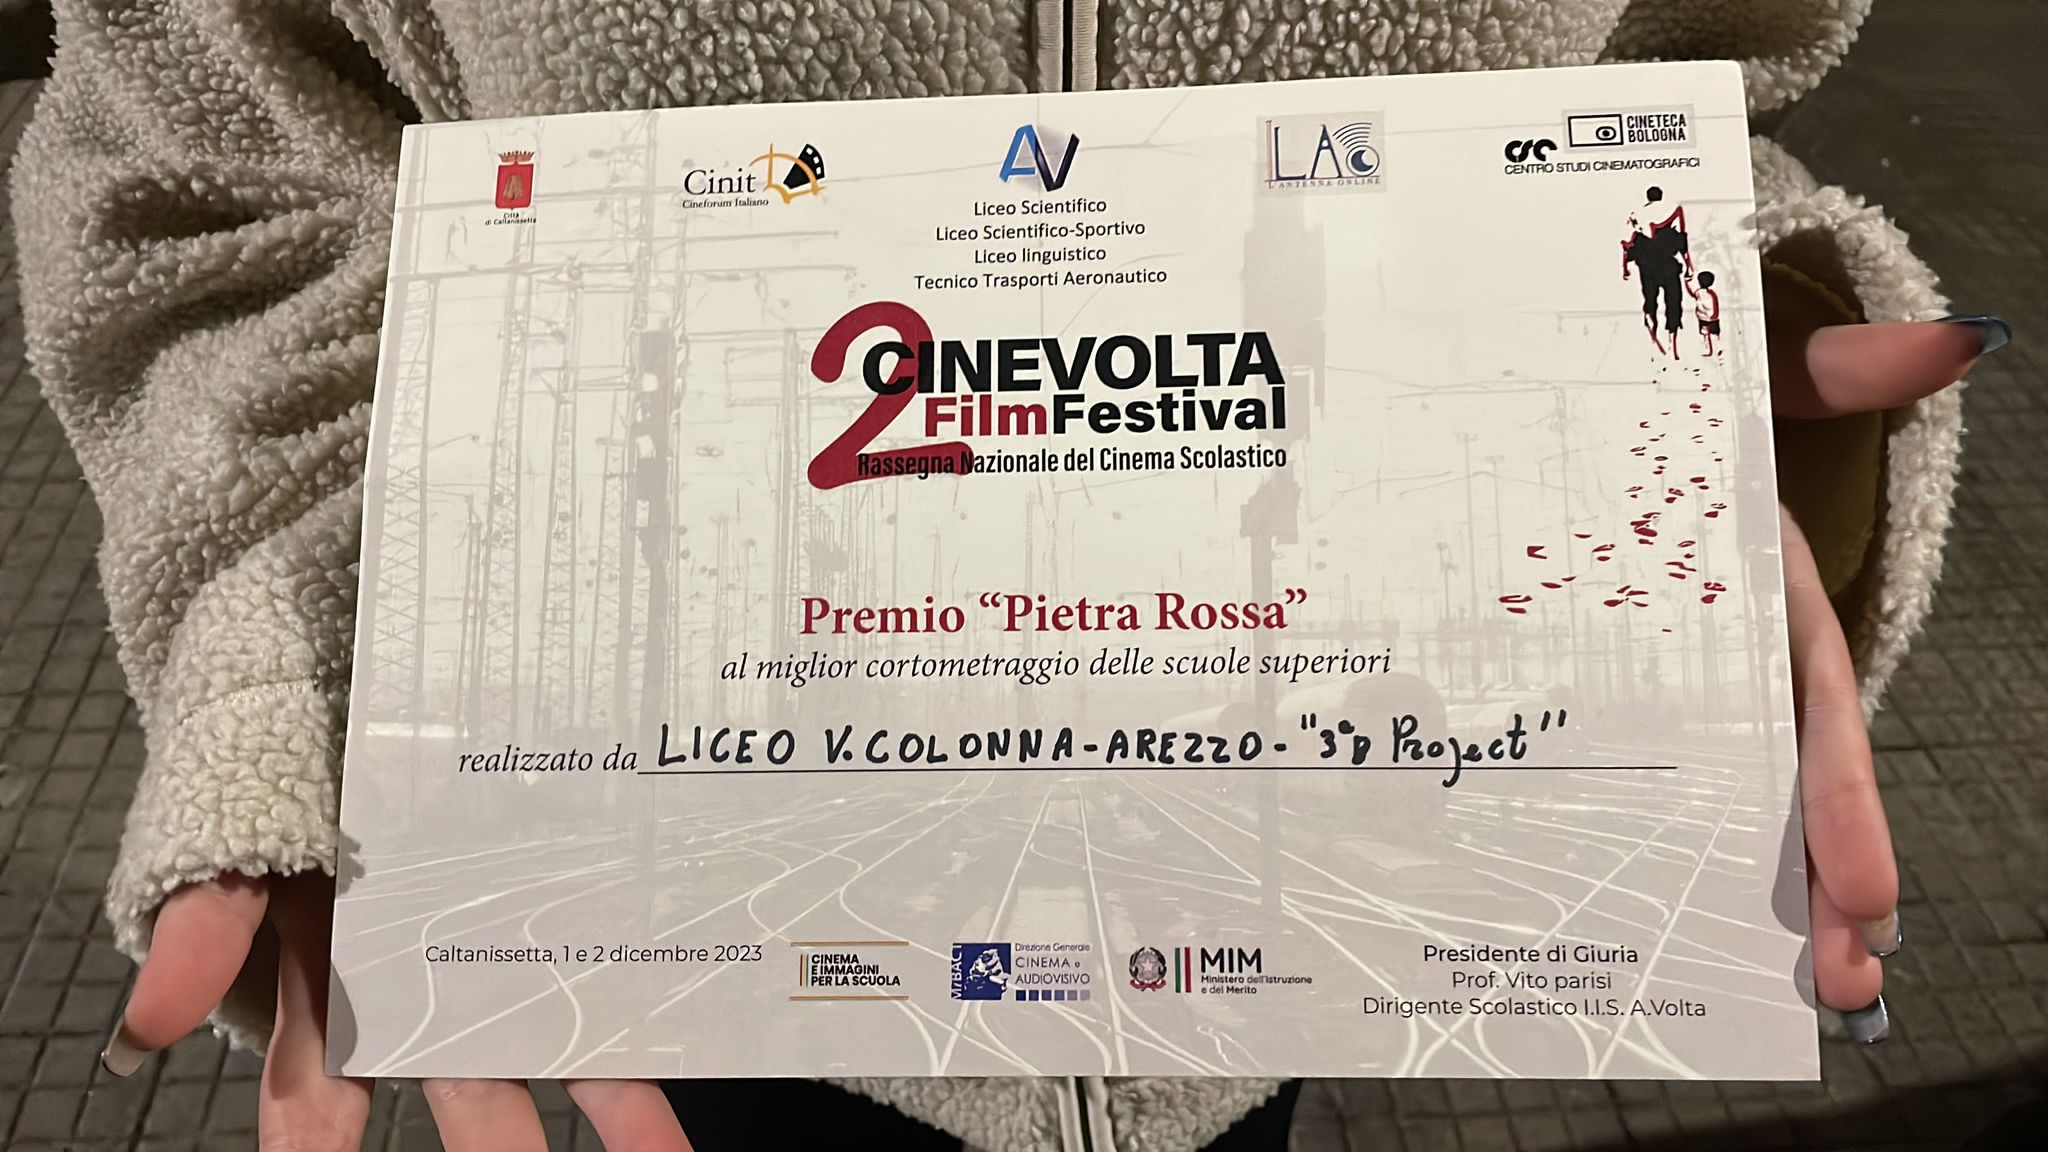 Città
di Caltanissetta
Cinit
Cineforum Italiano
AV
Liceo Scientifico
Liceo Scientifico-Sportivo
Liceo linguistico
Tecnico Trasporti Aeronautico
LAC
L'ANTENNA ONLINE
CINETECA
BOLOGNA
CSC
CENTRO STUDI CINEMATOGRAFICI
2
CINEVOLTA
FilmFestival
Rassegna Nazionale del Cinema Scolastico
Premio “Pietra Rossa”
al miglior cortometraggio delle scuole superiori
realizzato da LICEO V. COLONNA - AREZZO - "3°D Project"
Caltanissetta, 1 e 2 dicembre 2023
CINEMA
E IMMAGINI
PER LA SCUOLA
MiBACT
Direzione Generale
CINEMA e
AUDIOVISIVO
MIM
Ministero dell'Istruzione
e del Merito
Presidente di Giuria
Prof. Vito parisi
Dirigente Scolastico I.I.S. A.Volta